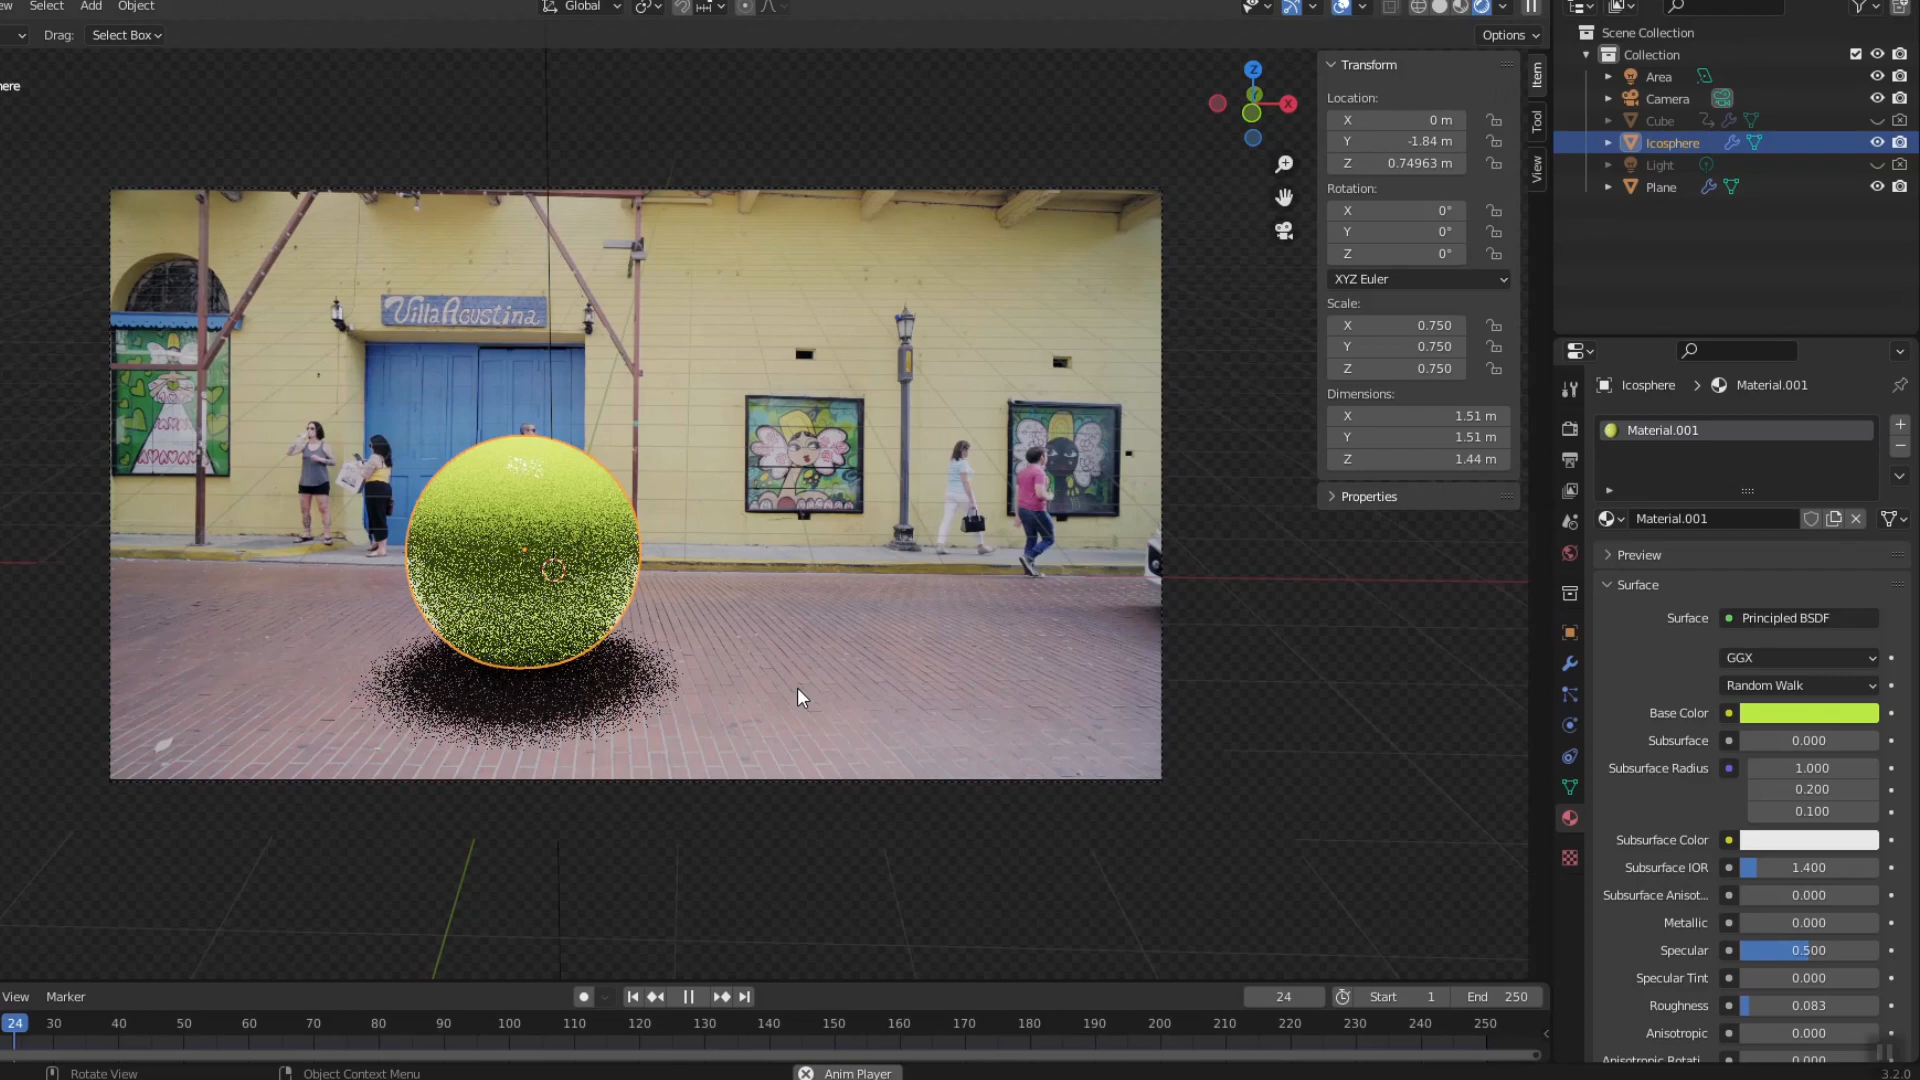 Select Add Object
Global
Drag: Select Box
Options
Transform
Location:
X 0 m
Y -1.84 m
Z 0.74963 m
Rotation:
X 0°
Y 0°
Z 0°
XYZ Euler
Scale:
X 0.750
Y 0.750
Z 0.750
Dimensions:
X 1.51 m
Y 1.51 m
Z 1.44 m
Properties
Item
Tool
View
Z
X
Villa Agustina
Scene Collection
Collection
Area
Camera
Cube
Icosphere
Light
Plane
Icosphere > Material.001
Material.001
Material.001
Preview
Surface
Surface Principled BSDF
GGX
Random Walk
Base Color
Subsurface 0.000
Subsurface Radius 1.000
0.200
0.100
Subsurface Color
Subsurface IOR 1.400
Subsurface Anisot... 0.000
Metallic 0.000
Specular 0.500
Specular Tint 0.000
Roughness 0.083
Anisotropic 0.000
Anisotropic Rotati... 0.000
View Marker
24 Start 1 End 250
24 30 40 50 60 70 80 90 100 110 120 130 140 150 160 170 180 190 200 210 220 230 240 250
Rotate View Object Context Menu Anim Player 3.2.0